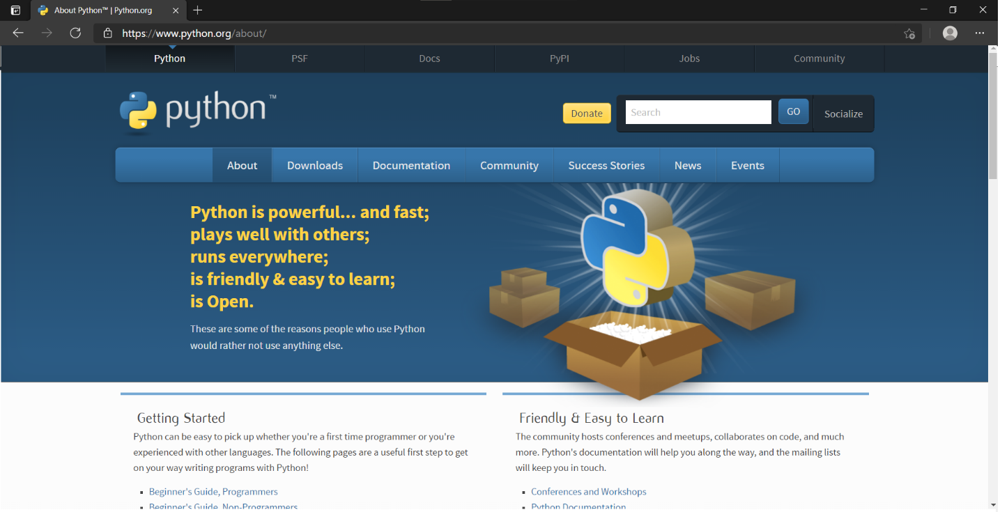 About Python™ | Python.org
https://www.python.org/about/
Python
PSF
Docs
PyPI
Jobs
Community
python™
Donate
Search
GO
Socialize
About
Downloads
Documentation
Community
Success Stories
News
Events
Python is powerful... and fast;
plays well with others;
runs everywhere;
is friendly & easy to learn;
is Open.
These are some of the reasons people who use Python
would rather not use anything else.
Getting Started
Python can be easy to pick up whether you're a first time programmer or you're
experienced with other languages. The following pages are a useful first step to get
on your way writing programs with Python!
Beginner's Guide, Programmers
Beginner's Guide, Non-Programmers
Friendly & Easy to Learn
The community hosts conferences and meetups, collaborates on code, and much
more. Python's documentation will help you along the way, and the mailing lists
will keep you in touch.
Conferences and Workshops
Python Documentation